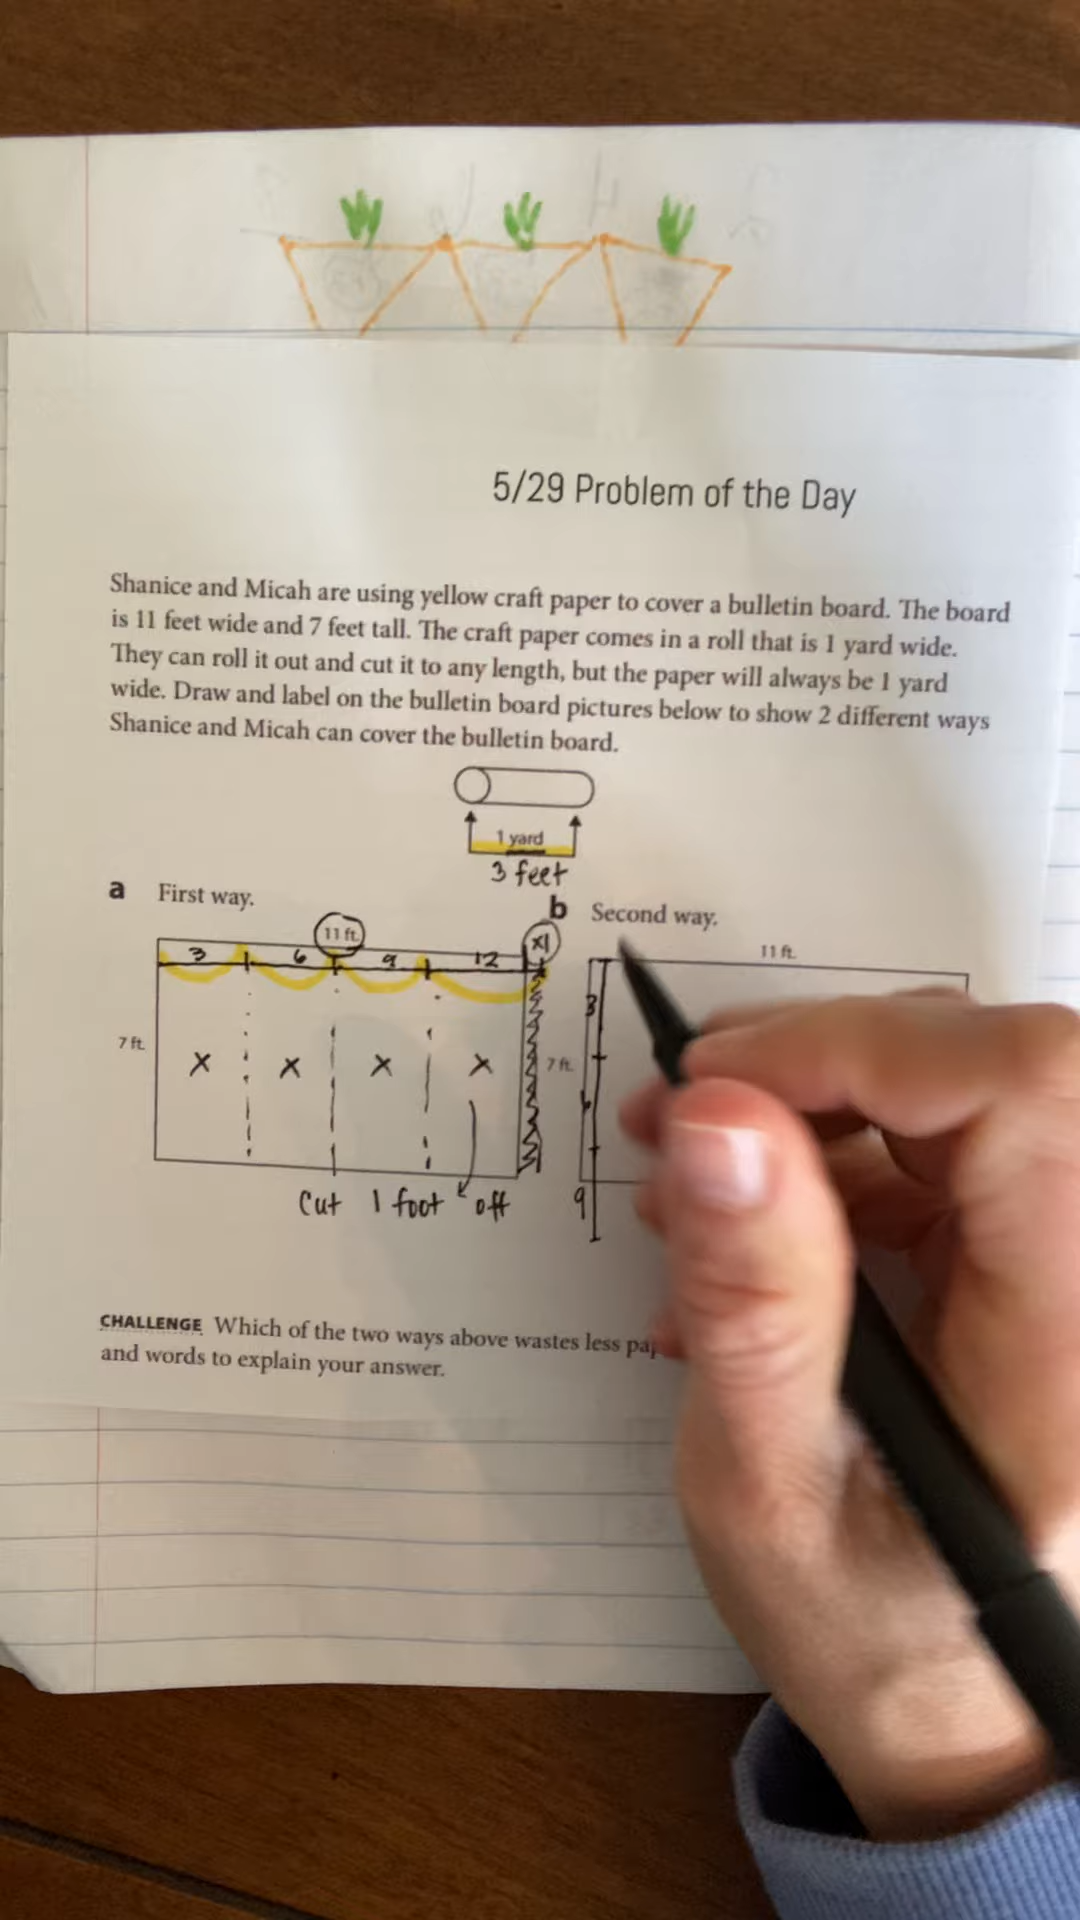 5/29 Problem of the Day
Shanice and Micah are using yellow craft paper to cover a bulletin board. The board
is 11 feet wide and 7 feet tall. The craft paper comes in a roll that is 1 yard wide.
They can roll it out and cut it to any length, but the paper will always be 1 yard
wide. Draw and label on the bulletin board pictures below to show 2 different ways
Shanice and Micah can cover the bulletin board.
1 yard
3 feet
a First way.
b Second way.
11 ft.
x1
11 ft.
3 6 9 12
3
7 ft.
x x x x
7 ft.
6
Cut 1 foot off
9
CHALLENGE Which of the two ways above wastes less
and words to explain your answer.